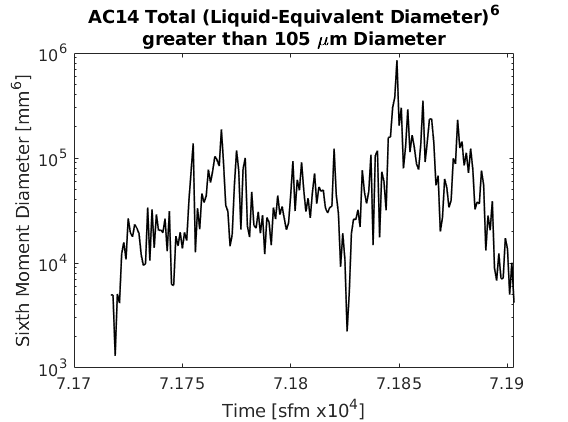 AC14 Total (Liquid-Equivalent Diameter)⁶
greater than 105 μm Diameter
Sixth Moment Diameter [mm⁶]
10⁶
10⁵
10⁴
10³
7.17
7.175
7.18
7.185
7.19
Time [sfm x10⁴]